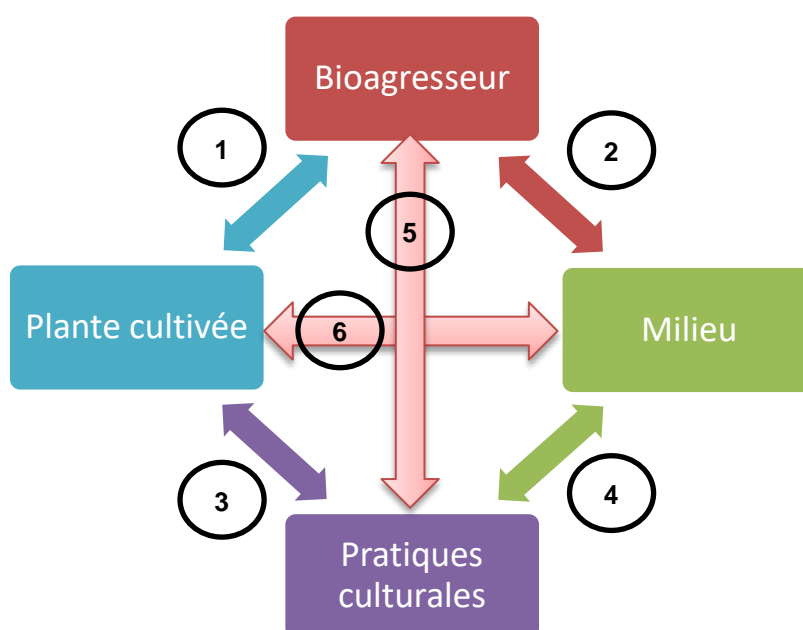 Bioagresseur
1
2
5
Plante cultivée
6
Milieu
3
4
Pratiques
culturales